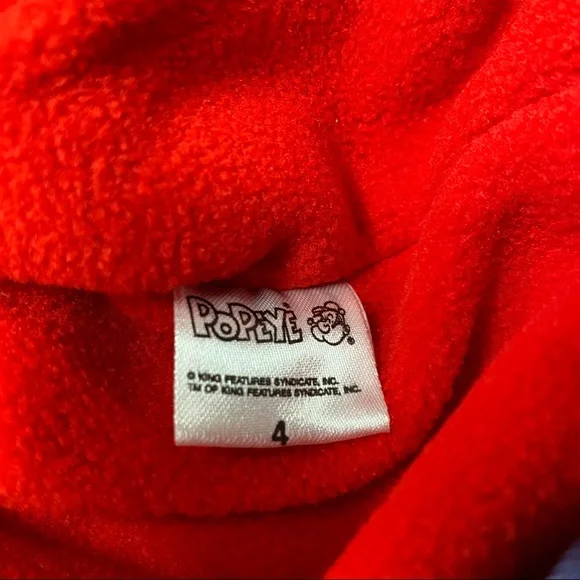 POPEYE ®
© KING FEATURES SYNDICATE, INC.
TM OF KING FEATURES SYNDICATE, INC.
4